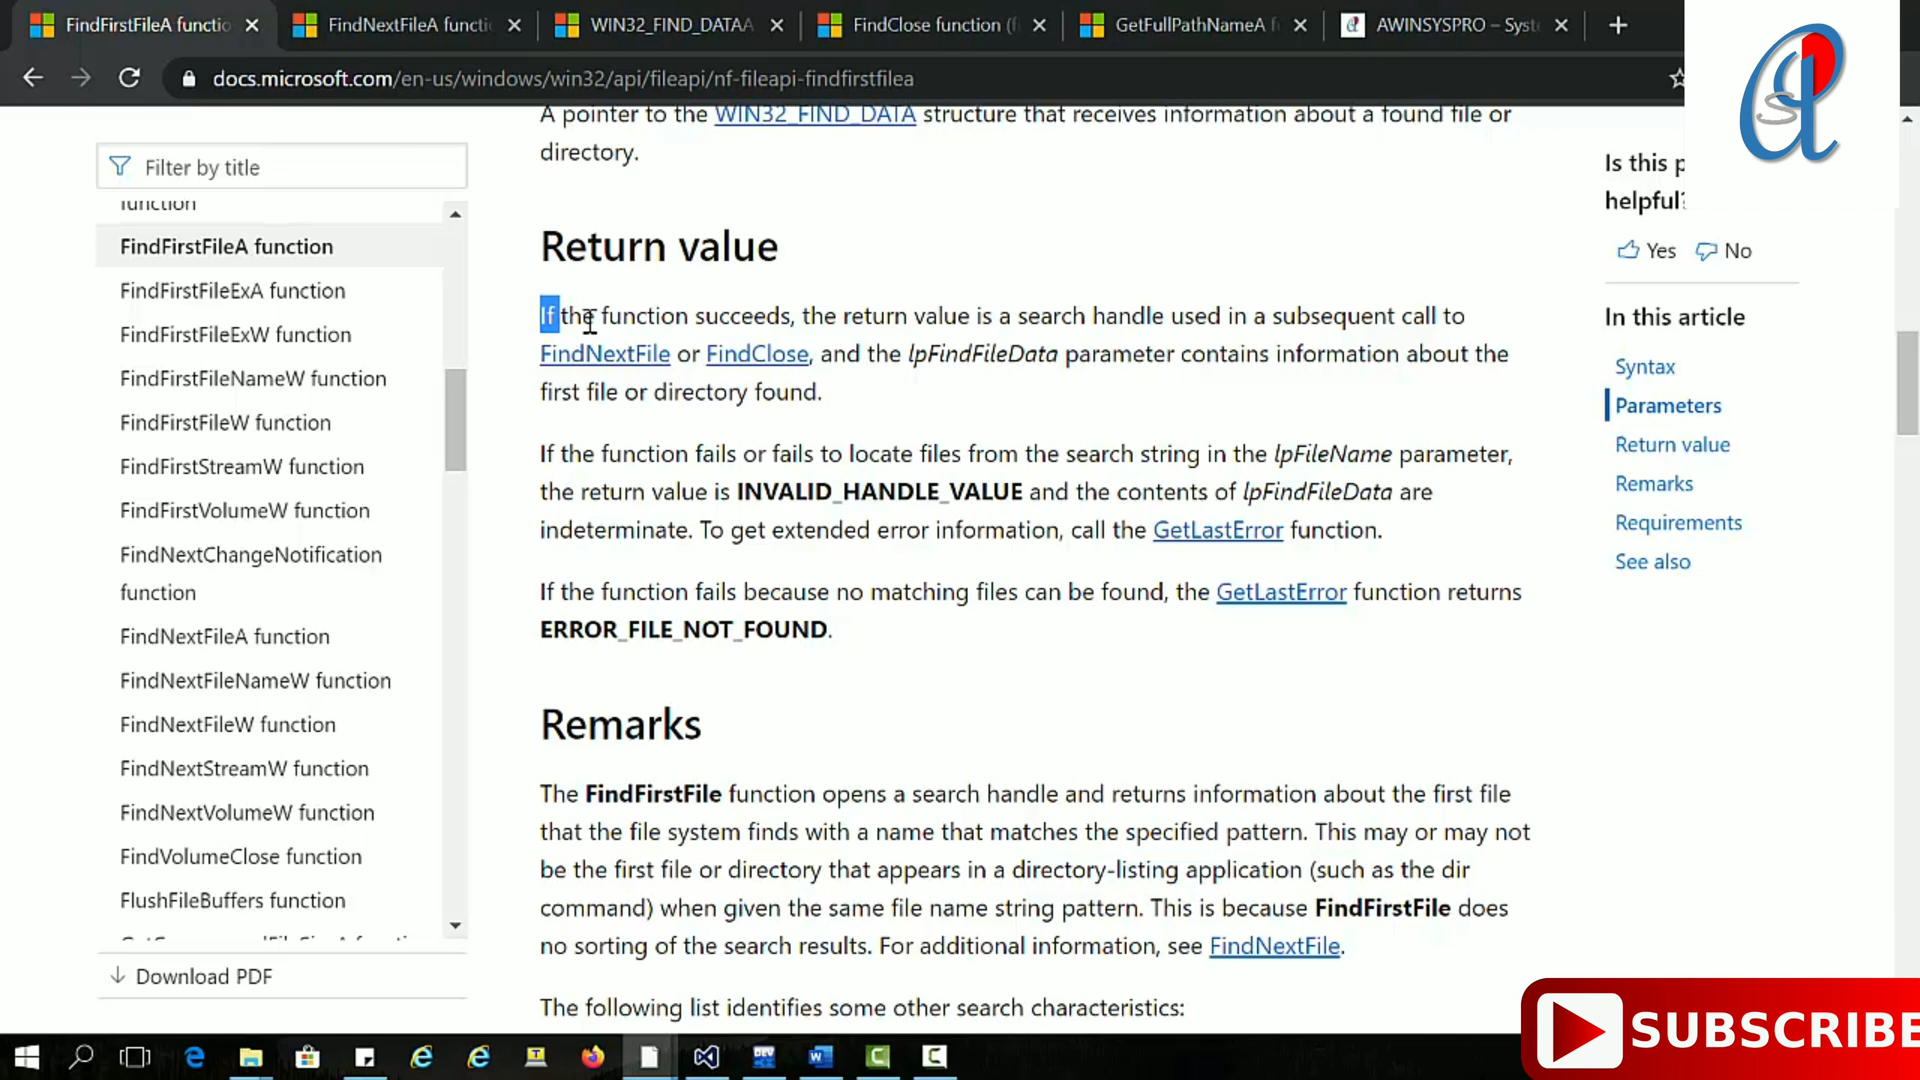 FindFirstFileA functio
FindNextFileA functi
WIN32_FIND_DATAA
FindClose function (f
GetFullPathNameA f
AWINSYSPRO – Syst
docs.microsoft.com/en-us/windows/win32/api/fileapi/nf-fileapi-findfirstfilea
Filter by title
function
FindFirstFileA function
FindFirstFileExA function
FindFirstFileExW function
FindFirstFileNameW function
FindFirstFileW function
FindFirstStreamW function
FindFirstVolumeW function
FindNextChangeNotification
function
FindNextFileA function
FindNextFileNameW function
FindNextFileW function
FindNextStreamW function
FindNextVolumeW function
FindVolumeClose function
FlushFileBuffers function
Download PDF
A pointer to the WIN32_FIND_DATA structure that receives information about a found file or
directory.
Return value
If the function succeeds, the return value is a search handle used in a subsequent call to
FindNextFile or FindClose, and the lpFindFileData parameter contains information about the
first file or directory found.
If the function fails or fails to locate files from the search string in the lpFileName parameter,
the return value is INVALID_HANDLE_VALUE and the contents of lpFindFileData are
indeterminate. To get extended error information, call the GetLastError function.
If the function fails because no matching files can be found, the GetLastError function returns
ERROR_FILE_NOT_FOUND.
Remarks
The FindFirstFile function opens a search handle and returns information about the first file
that the file system finds with a name that matches the specified pattern. This may or may not
be the first file or directory that appears in a directory-listing application (such as the dir
command) when given the same file name string pattern. This is because FindFirstFile does
no sorting of the search results. For additional information, see FindNextFile.
The following list identifies some other search characteristics:
Is this p
helpful?
Yes
No
In this article
Syntax
Parameters
Return value
Remarks
Requirements
See also
DEV
SUBSCRIBE